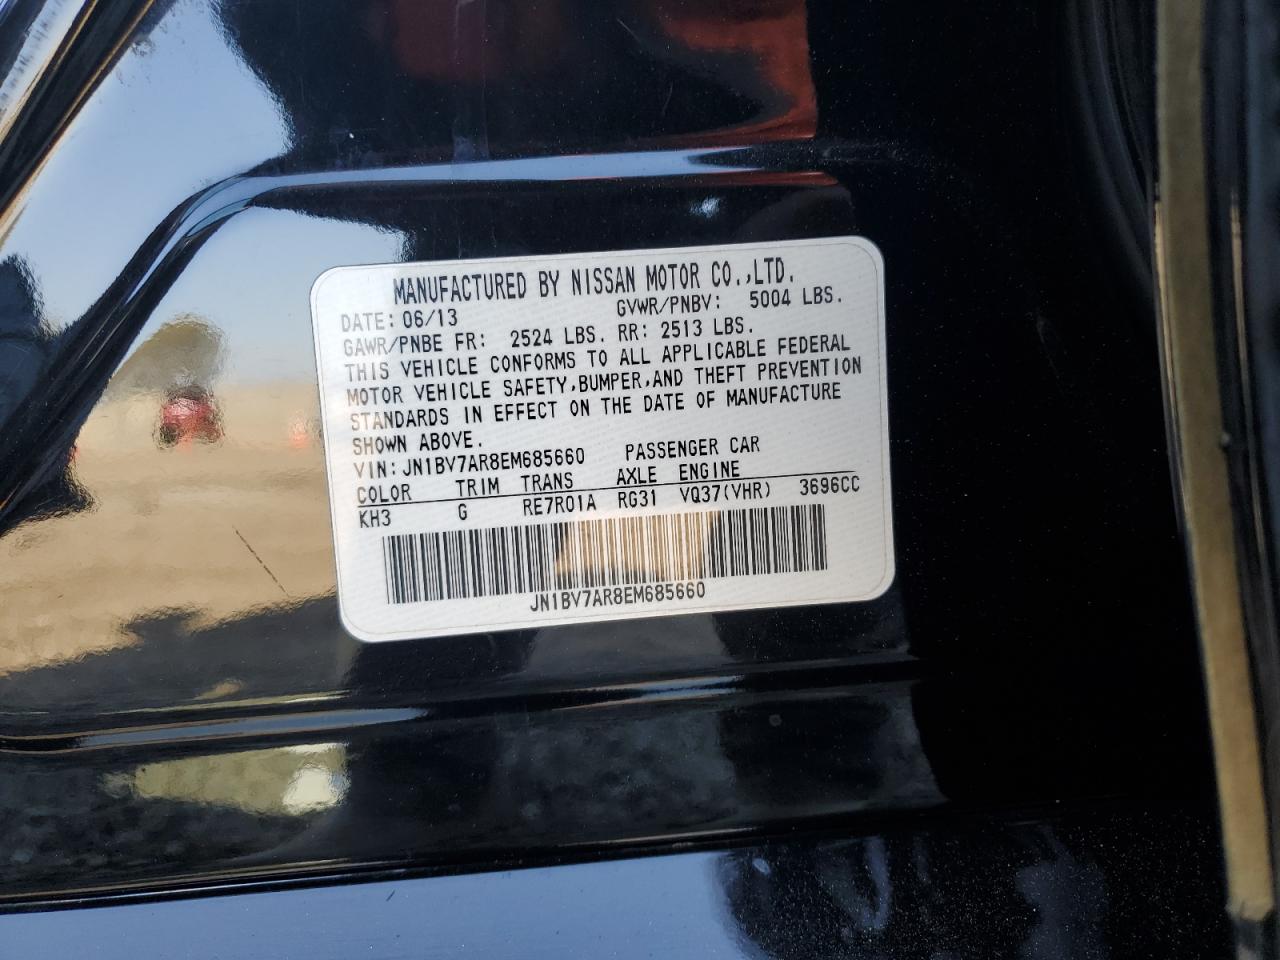 MANUFACTURED BY NISSAN MOTOR CO.,LTD.
DATE: 06/13 GVWR/PNBV: 5004 LBS.
GAWR/PNBE FR: 2524 LBS. RR: 2513 LBS.
THIS VEHICLE CONFORMS TO ALL APPLICABLE FEDERAL
MOTOR VEHICLE SAFETY,BUMPER,AND THEFT PREVENTION
STANDARDS IN EFFECT ON THE DATE OF MANUFACTURE
SHOWN ABOVE.
VIN: JN1BV7AR8EM685660 PASSENGER CAR
COLOR TRIM TRANS AXLE ENGINE
KH3 G RE7R01A RG31 VQ37(VHR) 3696CC
JN1BV7AR8EM685660